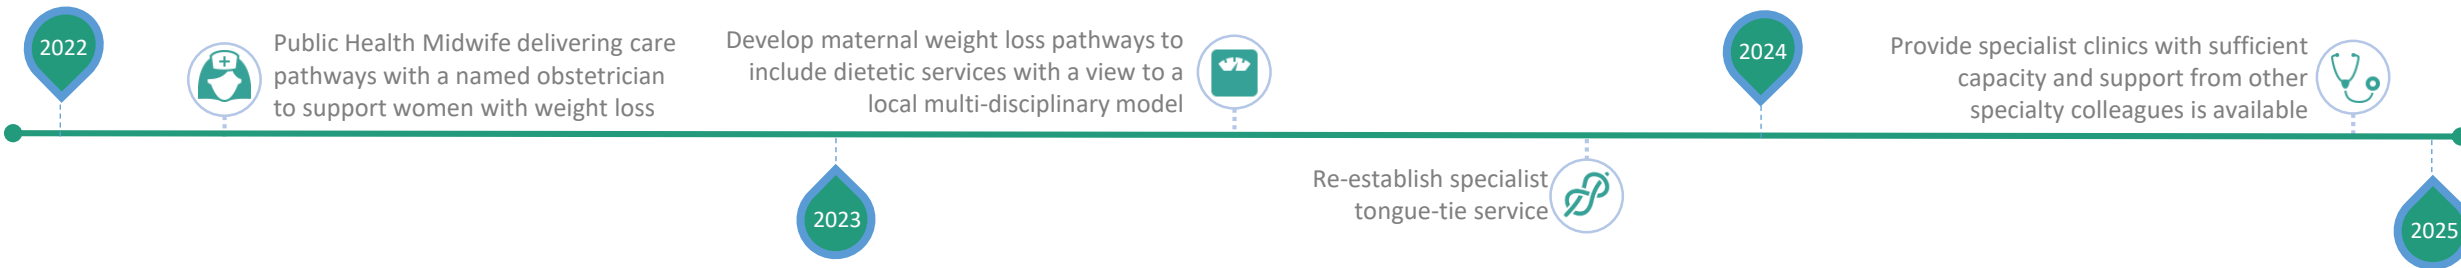 2022
Public Health Midwife delivering care
pathways with a named obstetrician
to support women with weight loss
2023
Develop maternal weight loss pathways to
include dietetic services with a view to a
local multi-disciplinary model
Re-establish specialist
tongue-tie service
2024
Provide specialist clinics with sufficient
capacity and support from other
specialty colleagues is available
2025